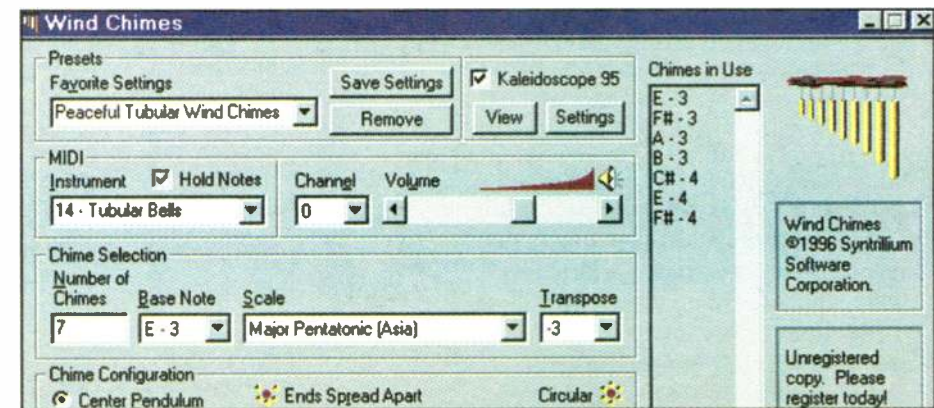 Wind Chimes
Presets
Favorite Settings
Save Settings
Peaceful Tubular Wind Chimes
Remove
Kaleidoscope 95
View
Settings
MIDI
Instrument
Hold Notes
14 - Tubular Bells
Channel
0
Volume
Chime Selection
Number of
Chimes
7
Base Note
E - 3
Scale
Major Pentatonic (Asia)
Transpose
-3
Chime Configuration
Center Pendulum
Ends Spread Apart
Circular
Chimes in Use
E - 3
F# - 3
A - 3
B - 3
C# - 4
E - 4
F# - 4
Wind Chimes
©1996 Syntrillium
Software
Corporation.
Unregistered
copy. Please
register today!